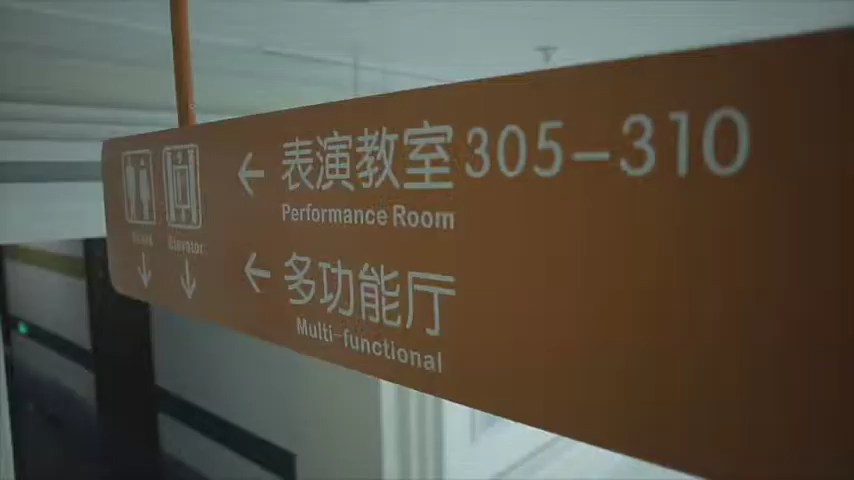 ← 表演教室305-310
Performance Room
Elevator
← 多功能厅
Multi-functional